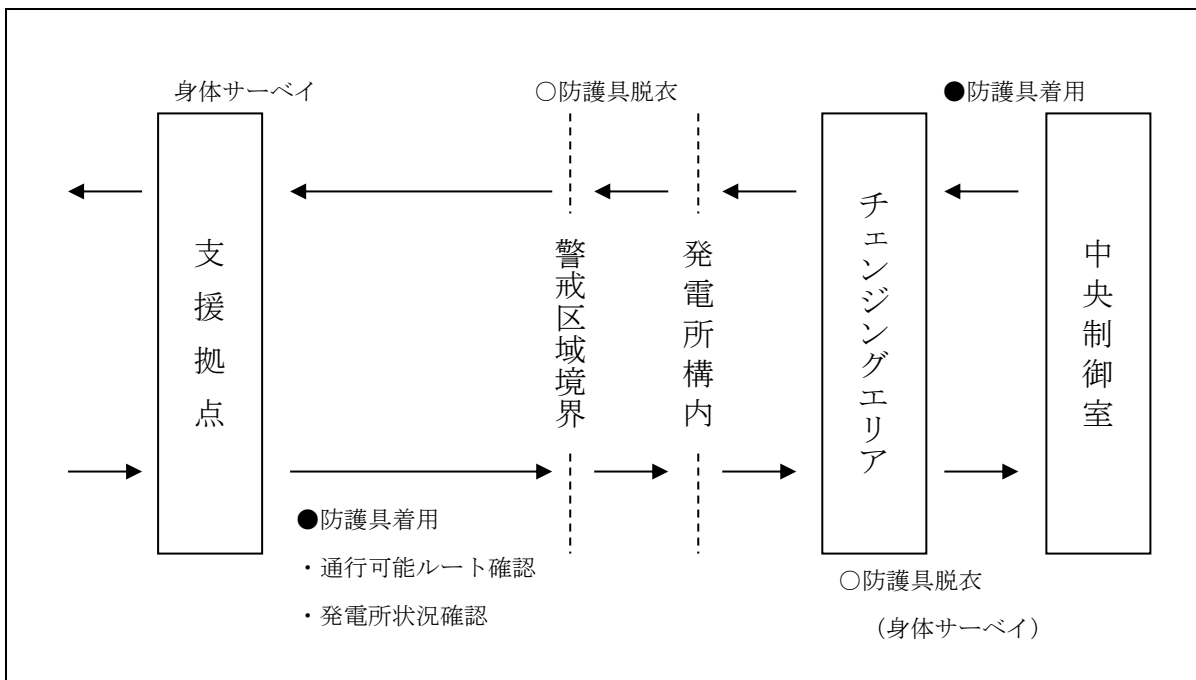 身体サーベイ
○防護具脱衣
●防護具着用
支援拠点
警戒区域境界
発電所構内
チェンジングエリア
中央制御室
●防護具着用
・通行可能ルート確認
・発電所状況確認
○防護具脱衣
（身体サーベイ）